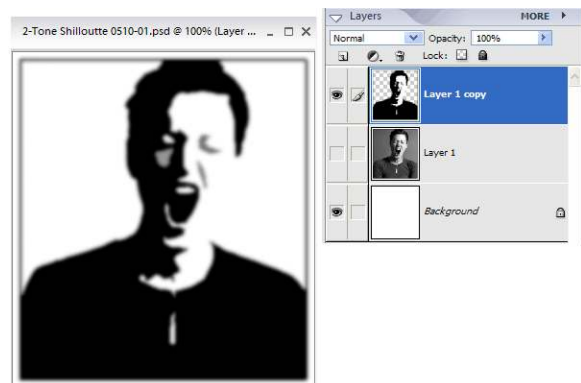 2-Tone Shilloutte 0510-01.psd @ 100% (Layer ...
Layers MORE
Normal Opacity: 100%
Lock:
Layer 1 copy
Layer 1
Background